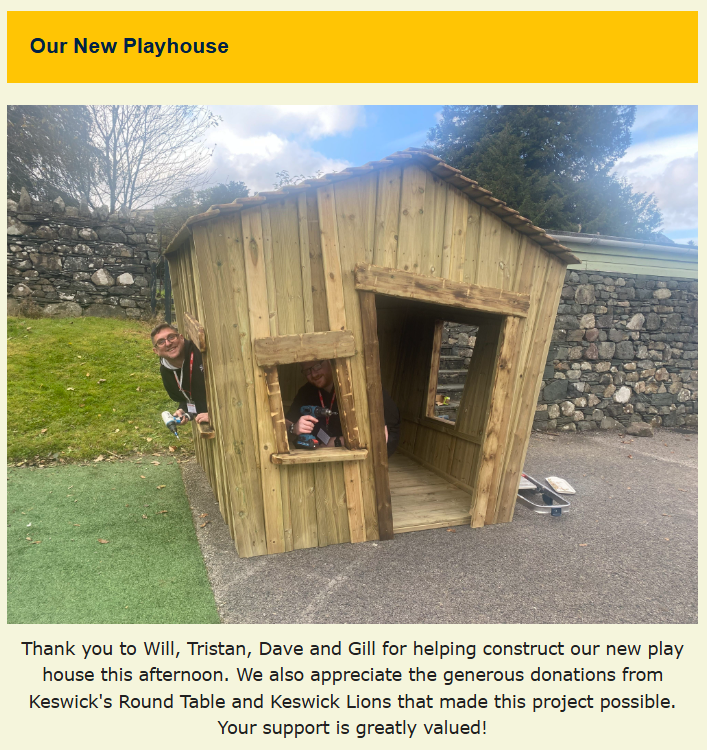 Our New Playhouse
Thank you to Will, Tristan, Dave and Gill for helping construct our new play
house this afternoon. We also appreciate the generous donations from
Keswick's Round Table and Keswick Lions that made this project possible.
Your support is greatly valued!